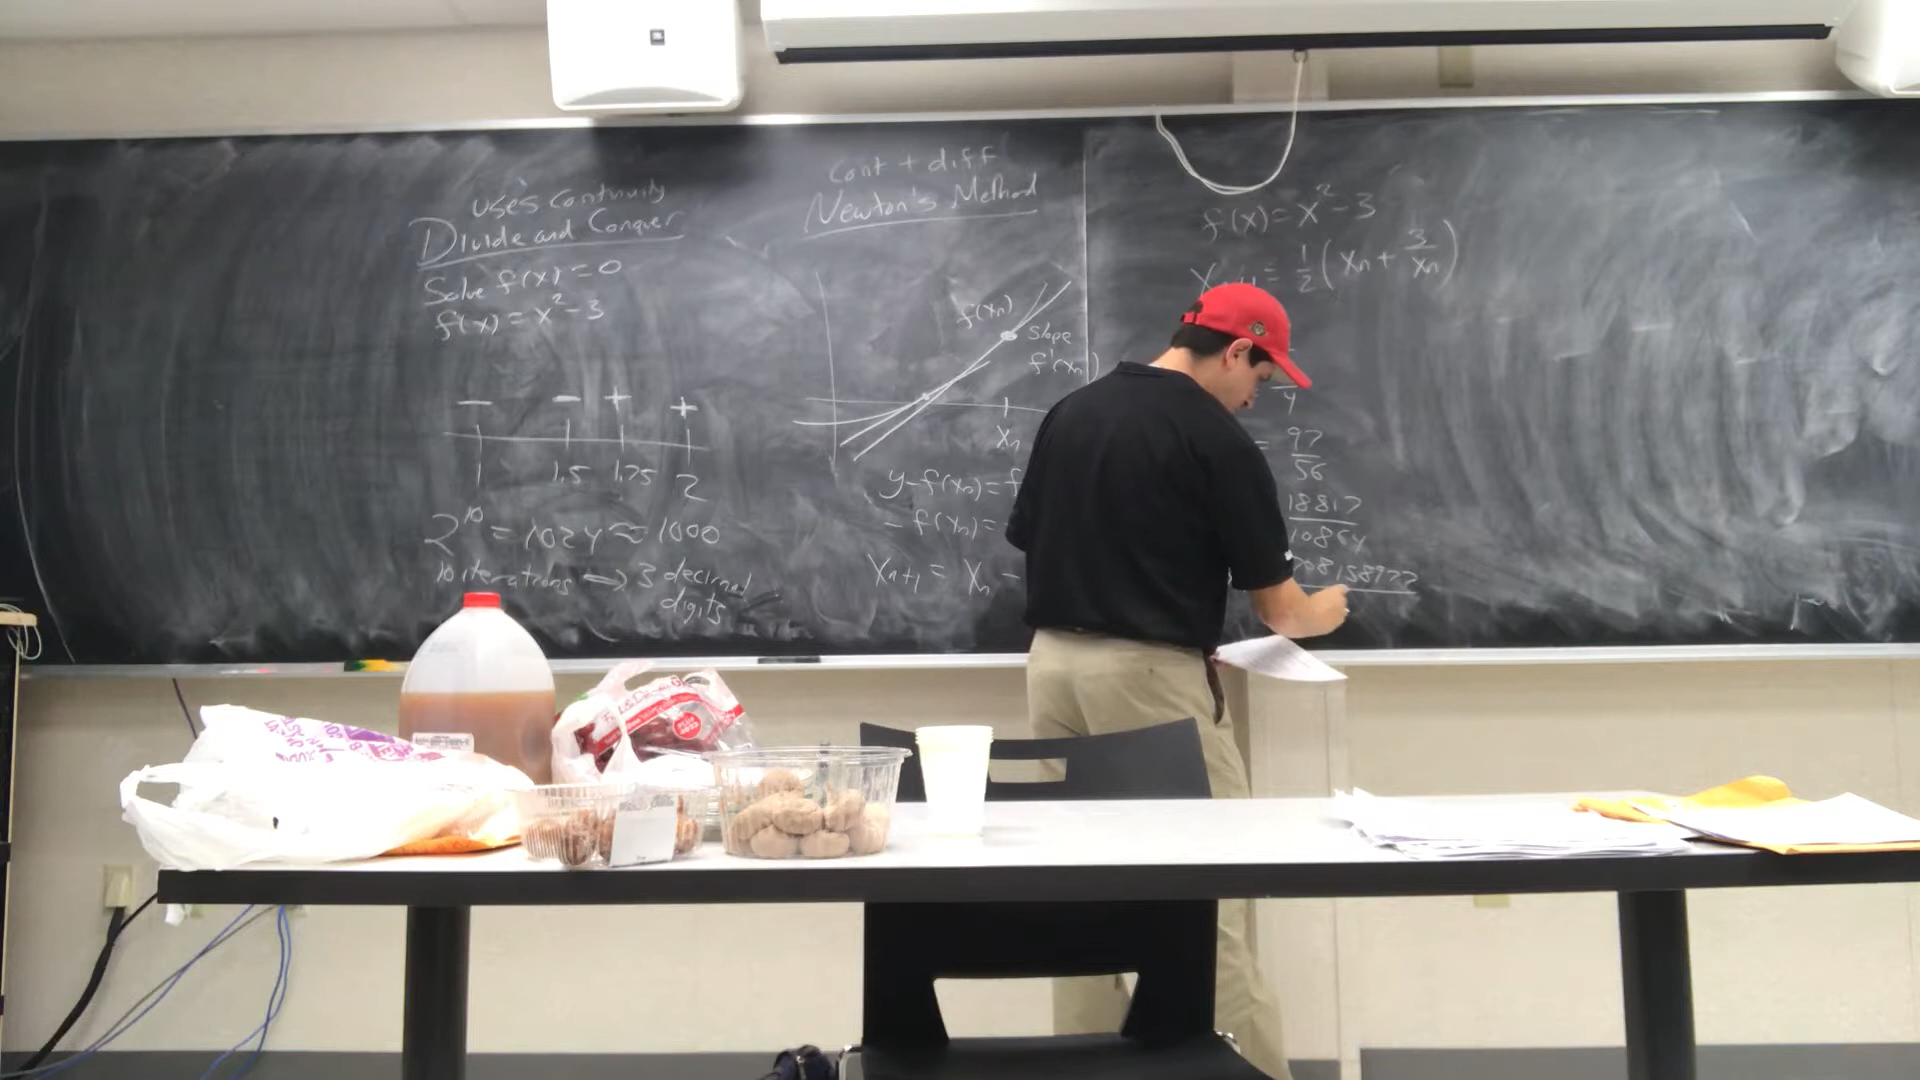 uses continuity
Divide and Conquer
Solve f(x) = 0
f(x) = x² - 3
− − + +
1 1.5 1.75 2
2¹⁰ = 1024 ≈ 1000
10 iterations => 3 decimal
digits
cont + diff
Newton's Method
f(xₙ)
slope
f'(xₙ)
xₙ
y-f(xₙ) = f
-f(xₙ) =
xₙ₊₁ = xₙ -
f(x) = x² - 3
= ½(xₙ + 3/xₙ)
4
= 97/56
18817/10864
708158977